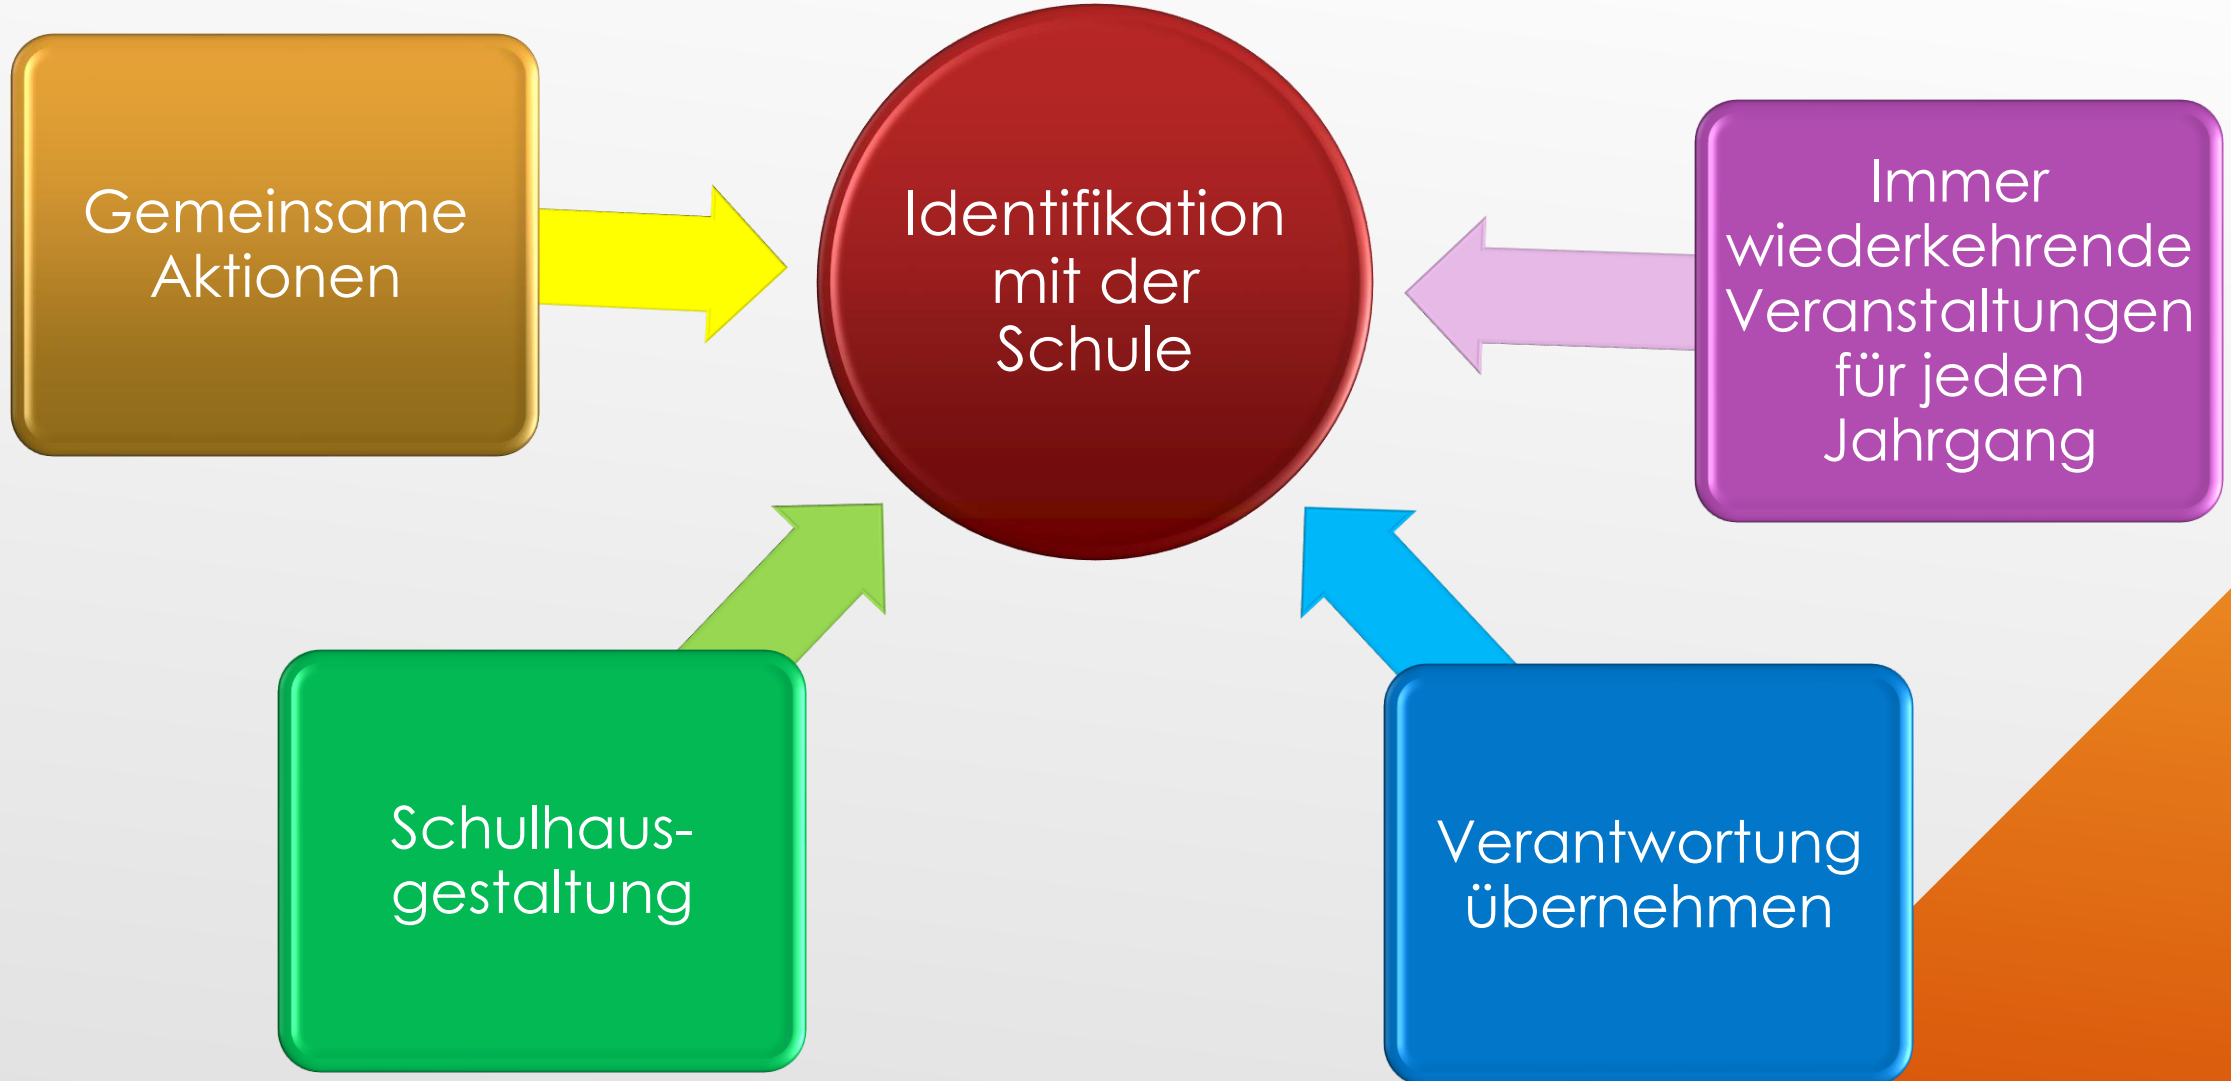 Gemeinsame
Aktionen
Identifikation
mit der
Schule
Immer
wiederkehrende
Veranstaltungen
für jeden
Jahrgang
Schulhaus-
gestaltung
Verantwortung
übernehmen